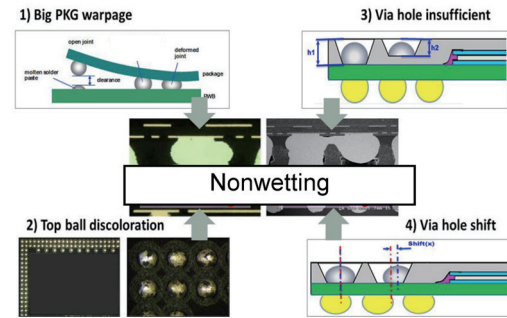 1) Big PKG warpage
open joint
deformed joint
molten solder paste
clearance
package
PWB
3) Via hole insufficient
h1
h2
Nonwetting
2) Top ball discoloration
4) Via hole shift
Shift(x)